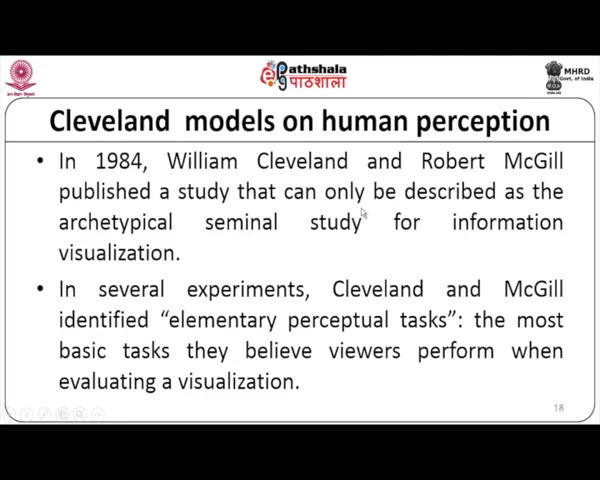 Pathshala
पाठशाला
MHRD
Govt. of India
Cleveland models on human perception
• In 1984, William Cleveland and Robert McGill
published a study that can only be described as the
archetypical seminal study for information
visualization.
• In several experiments, Cleveland and McGill
identified “elementary perceptual tasks”: the most
basic tasks they believe viewers perform when
evaluating a visualization.
18